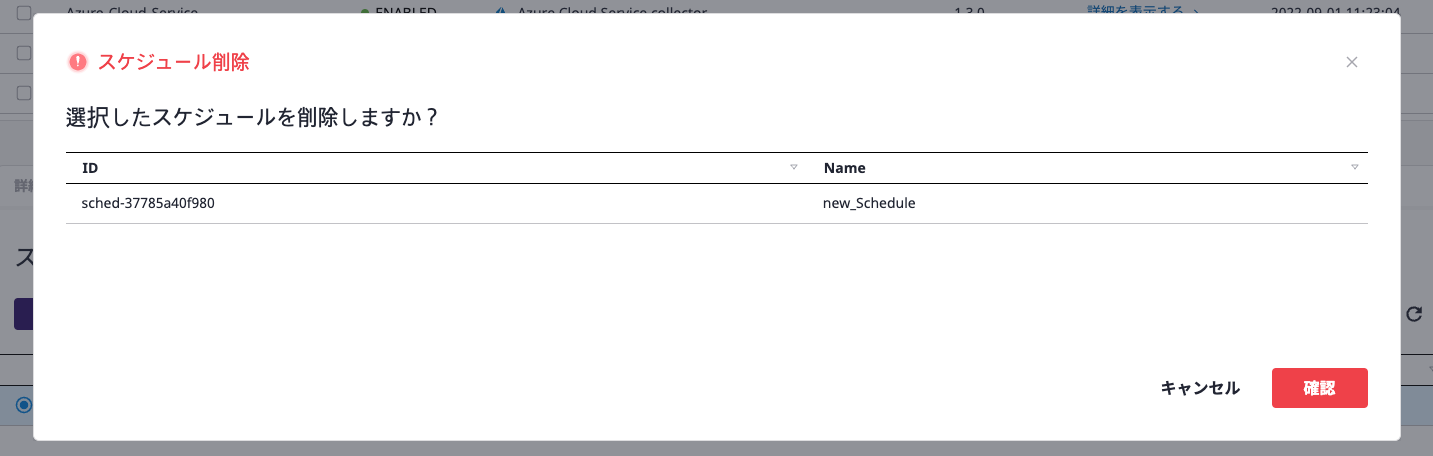 Azure-Cloud-Service ENABLED Azure Cloud Service collector 1.3.0 詳細を表示する 2022-09-01 11:23:04
スケジュール削除
選択したスケジュールを削除しますか？
ID Name
sched-37785a40f980 new_Schedule
キャンセル 確認